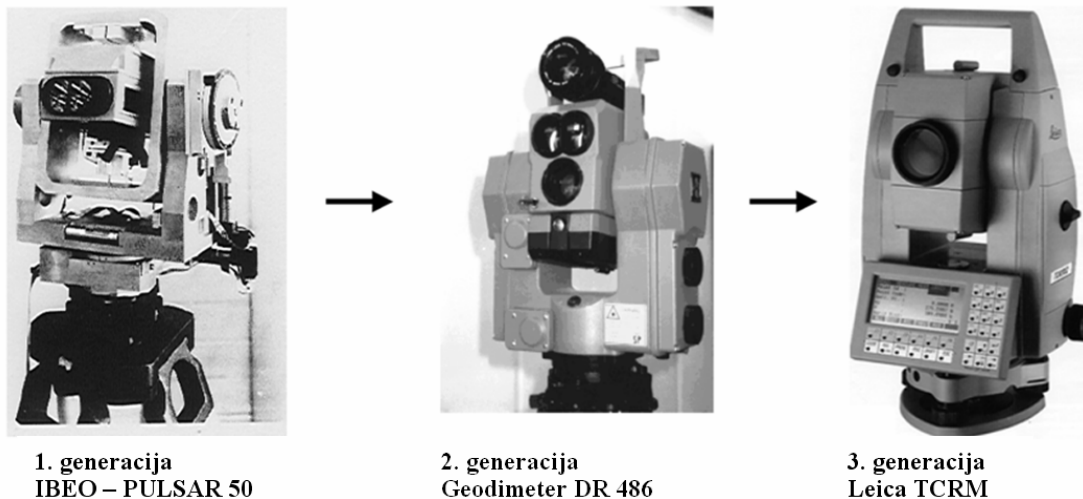 1. generacija
IBEO – PULSAR 50
2. generacija
Geodimeter DR 486
3. generacija
Leica TCRM